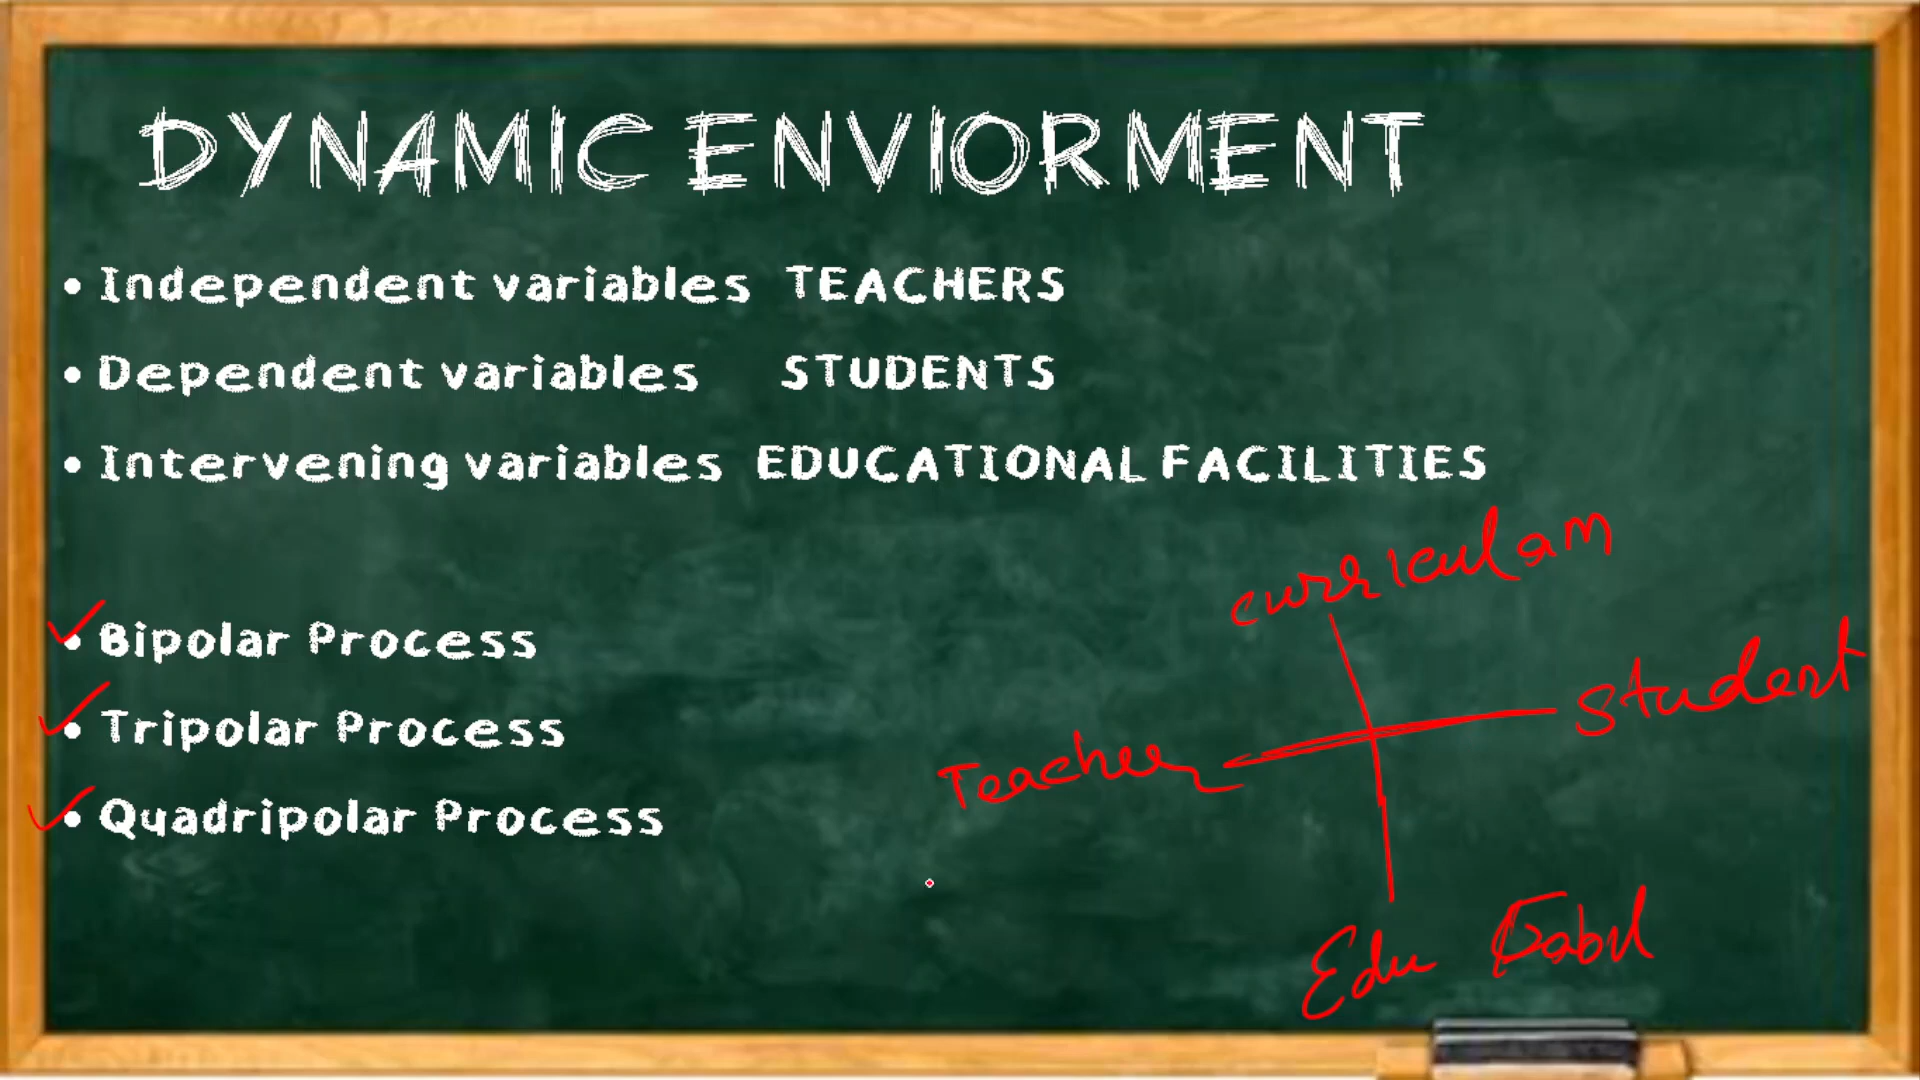 DYNAMIC ENVIORMENT
• Independent variables TEACHERS
• Dependent variables STUDENTS
• Intervening variables EDUCATIONAL FACILITIES
• Bipolar Process
• Tripolar Process
• Quadripolar Process
curriculam
Student
Teacher
Edu